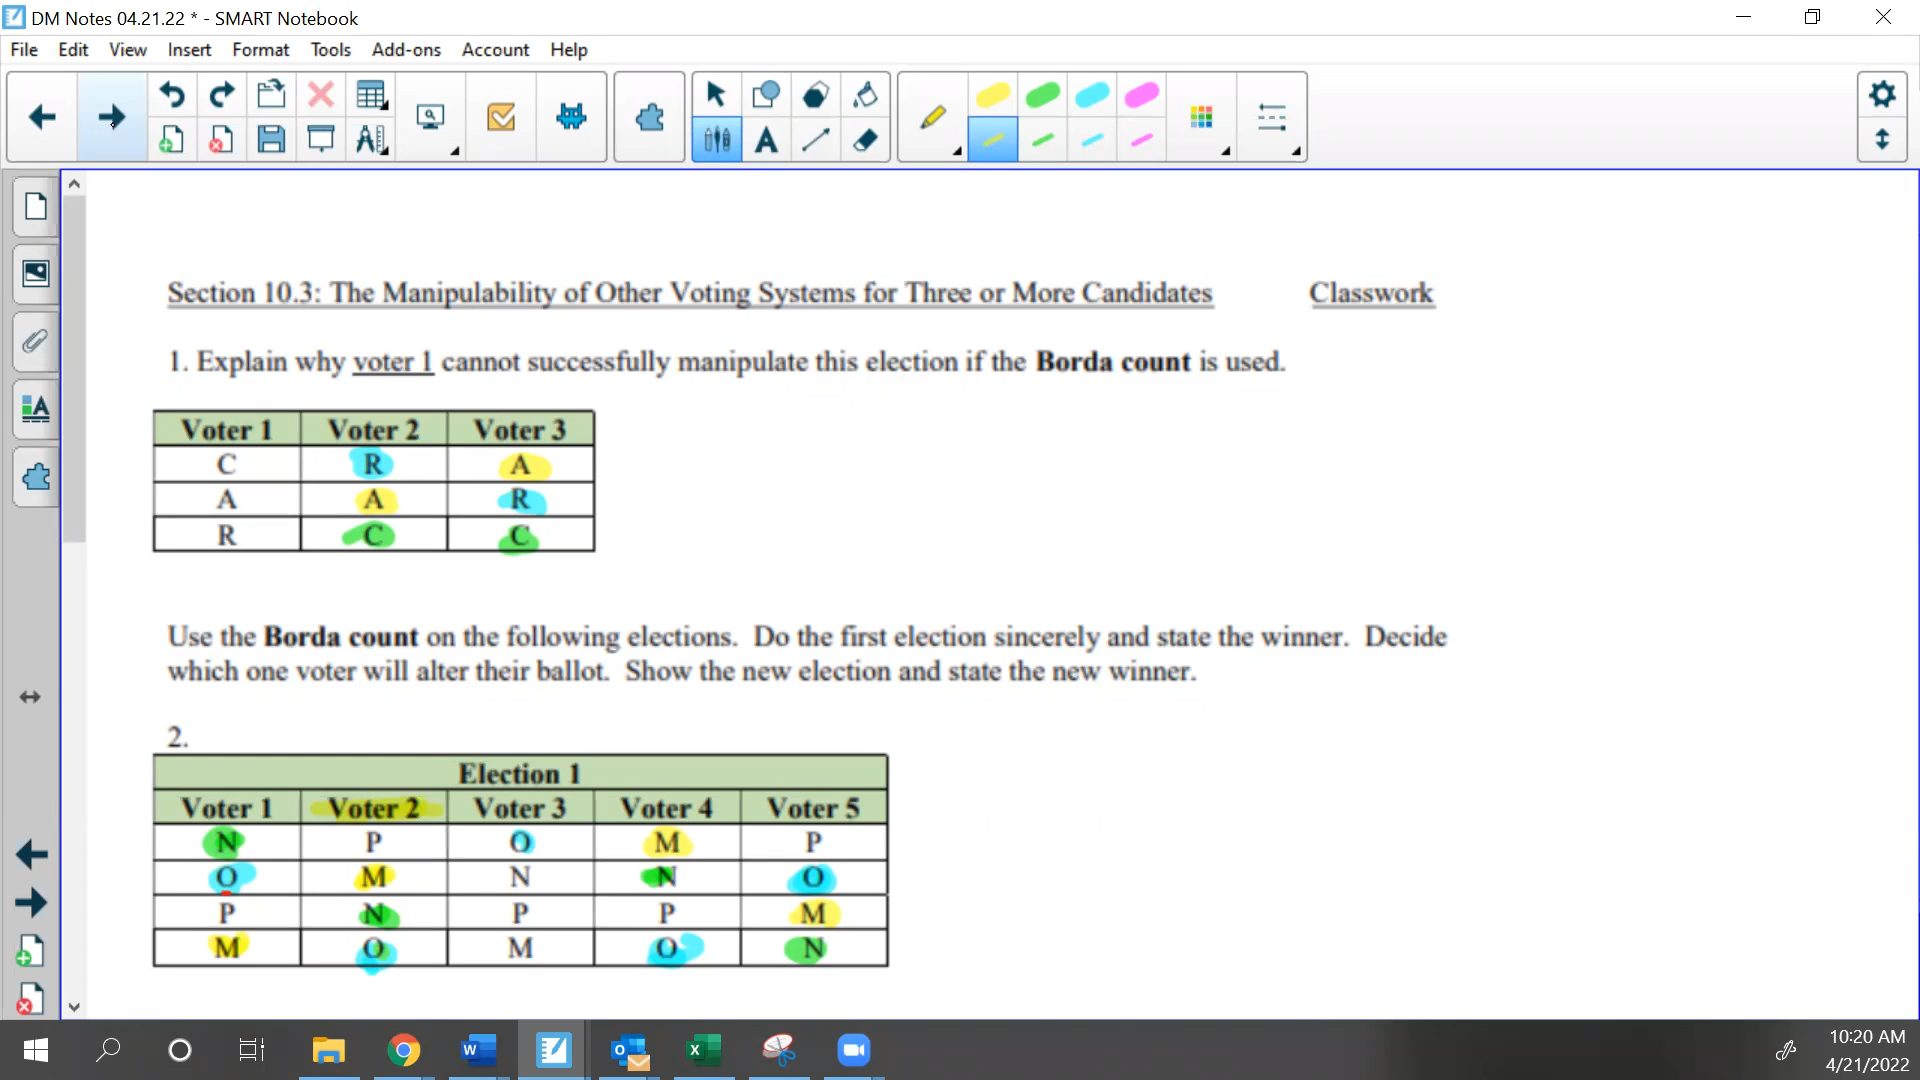 DM Notes 04.21.22 * - SMART Notebook
File Edit View Insert Format Tools Add-ons Account Help
Section 10.3: The Manipulability of Other Voting Systems for Three or More Candidates Classwork
1. Explain why voter 1 cannot successfully manipulate this election if the Borda count is used.
Voter 1 Voter 2 Voter 3
C R A
A A R
R C C
Use the Borda count on the following elections. Do the first election sincerely and state the winner. Decide
which one voter will alter their ballot. Show the new election and state the new winner.
2.
Election 1
Voter 1 Voter 2 Voter 3 Voter 4 Voter 5
N P O M P
O M N N O
P N P P M
M O M O N
10:20 AM
4/21/2022